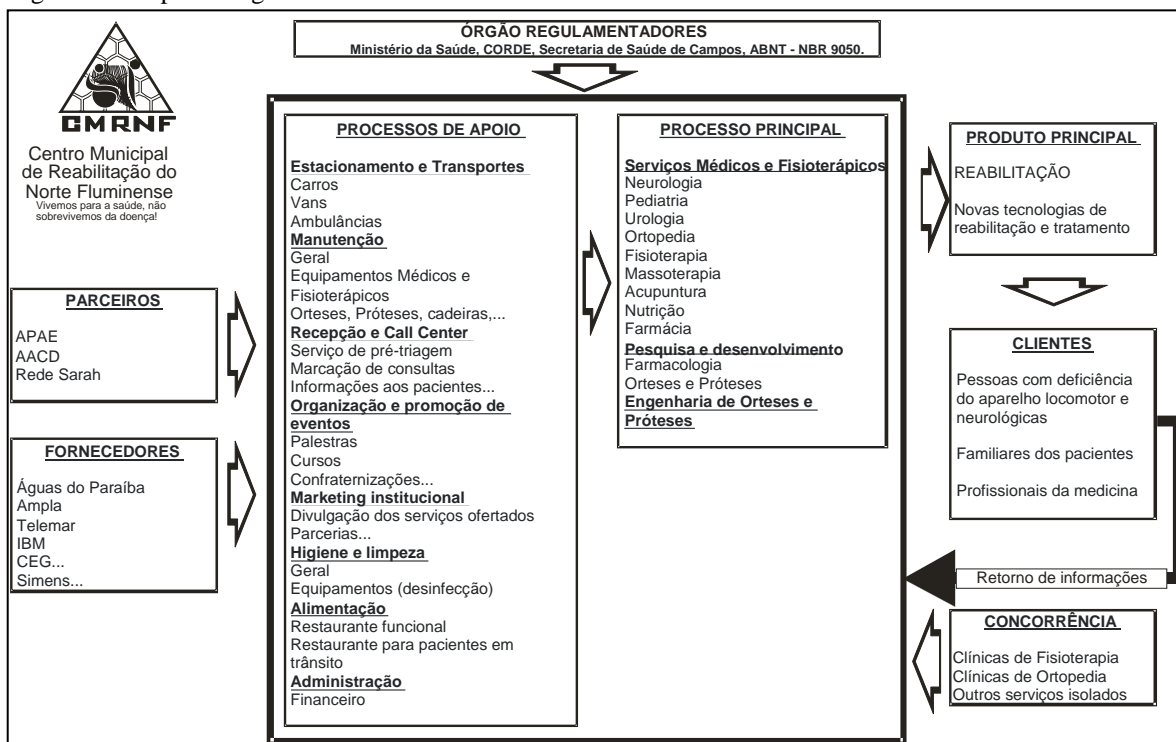 ÓRGÃO REGULAMENTADORES
Ministério da Saúde, CORDE, Secretaria de Saúde de Campos, ABNT - NBR 9050.
CMRNF
Centro Municipal
de Reabilitação do
Norte Fluminense
Vivemos para a saúde, não
sobrevivemos da doença!
PARCEIROS
APAE
AACD
Rede Sarah
FORNECEDORES
Águas do Paraíba
Ampla
Telemar
IBM
CEG...
Simens...
PROCESSOS DE APOIO
Estacionamento e Transportes
Carros
Vans
Ambulâncias
Manutenção
Geral
Equipamentos Médicos e
Fisioterápicos
Orteses, Próteses, cadeiras,...
Recepção e Call Center
Serviço de pré-triagem
Marcação de consultas
Informações aos pacientes...
Organização e promoção de
eventos
Palestras
Cursos
Confraternizações...
Marketing institucional
Divulgação dos serviços ofertados
Parcerias...
Higiene e limpeza
Geral
Equipamentos (desinfecção)
Alimentação
Restaurante funcional
Restaurante para pacientes em
trânsito
Administração
Financeiro
PROCESSO PRINCIPAL
Serviços Médicos e Fisioterápicos
Neurologia
Pediatria
Urologia
Ortopedia
Fisioterapia
Massoterapia
Acupuntura
Nutrição
Farmácia
Pesquisa e desenvolvimento
Farmacologia
Orteses e Próteses
Engenharia de Orteses e
Próteses
PRODUTO PRINCIPAL
REABILITAÇÃO
Novas tecnologias de
reabilitação e tratamento
CLIENTES
Pessoas com deficiência
do aparelho locomotor e
neurológicas
Familiares dos pacientes
Profissionais da medicina
Retorno de informações
CONCORRÊNCIA
Clínicas de Fisioterapia
Clínicas de Ortopedia
Outros serviços isolados